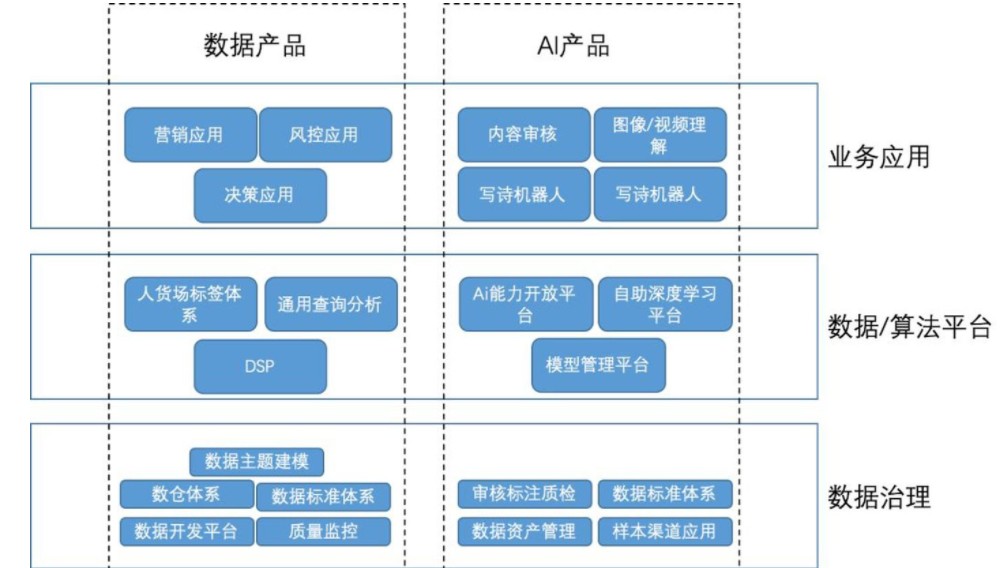 数据产品
AI产品
营销应用
风控应用
决策应用
内容审核
图像/视频理
解
写诗机器人
写诗机器人
业务应用
人货场标签体
系
通用查询分析
DSP
Ai能力开放平
台
自助深度学习
平台
模型管理平台
数据/算法平台
数据主题建模
数仓体系
数据标准体系
数据开发平台
质量监控
审核标注质检
数据标准体系
数据资产管理
样本渠道应用
数据治理